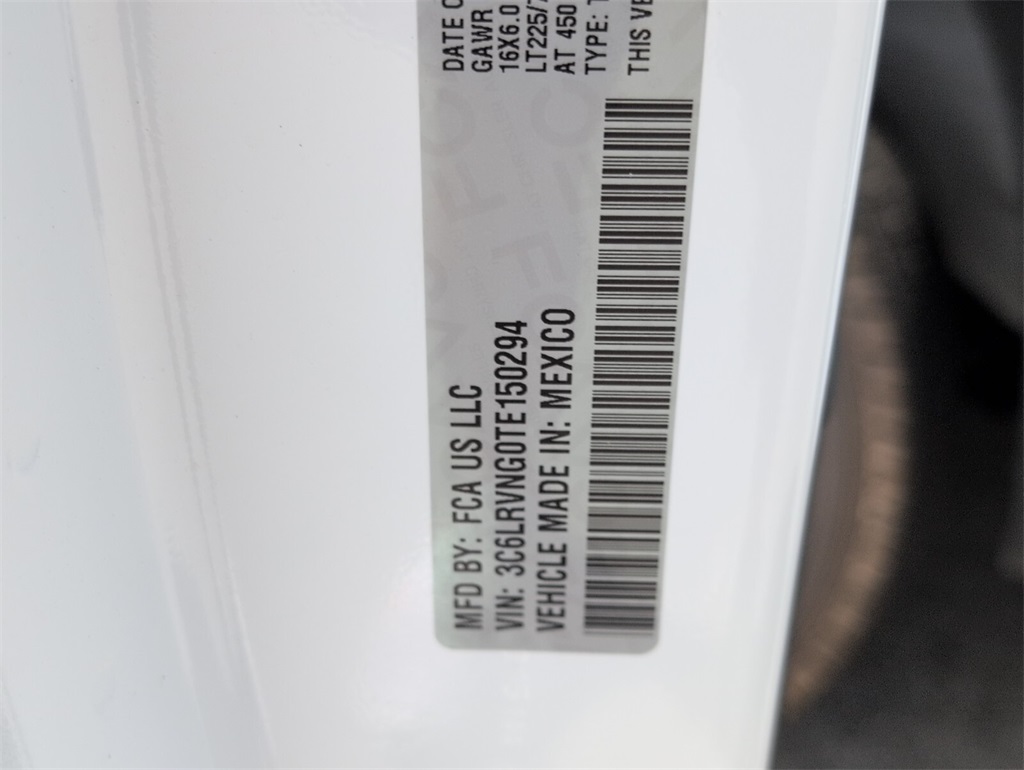 MFD BY: FCA US LLC
VIN: 3C6LRVNG0TE150294
VEHICLE MADE IN: MEXICO
DATE O
GAWR
16X6.0
LT225/7
AT 450
TYPE: T
THIS VE